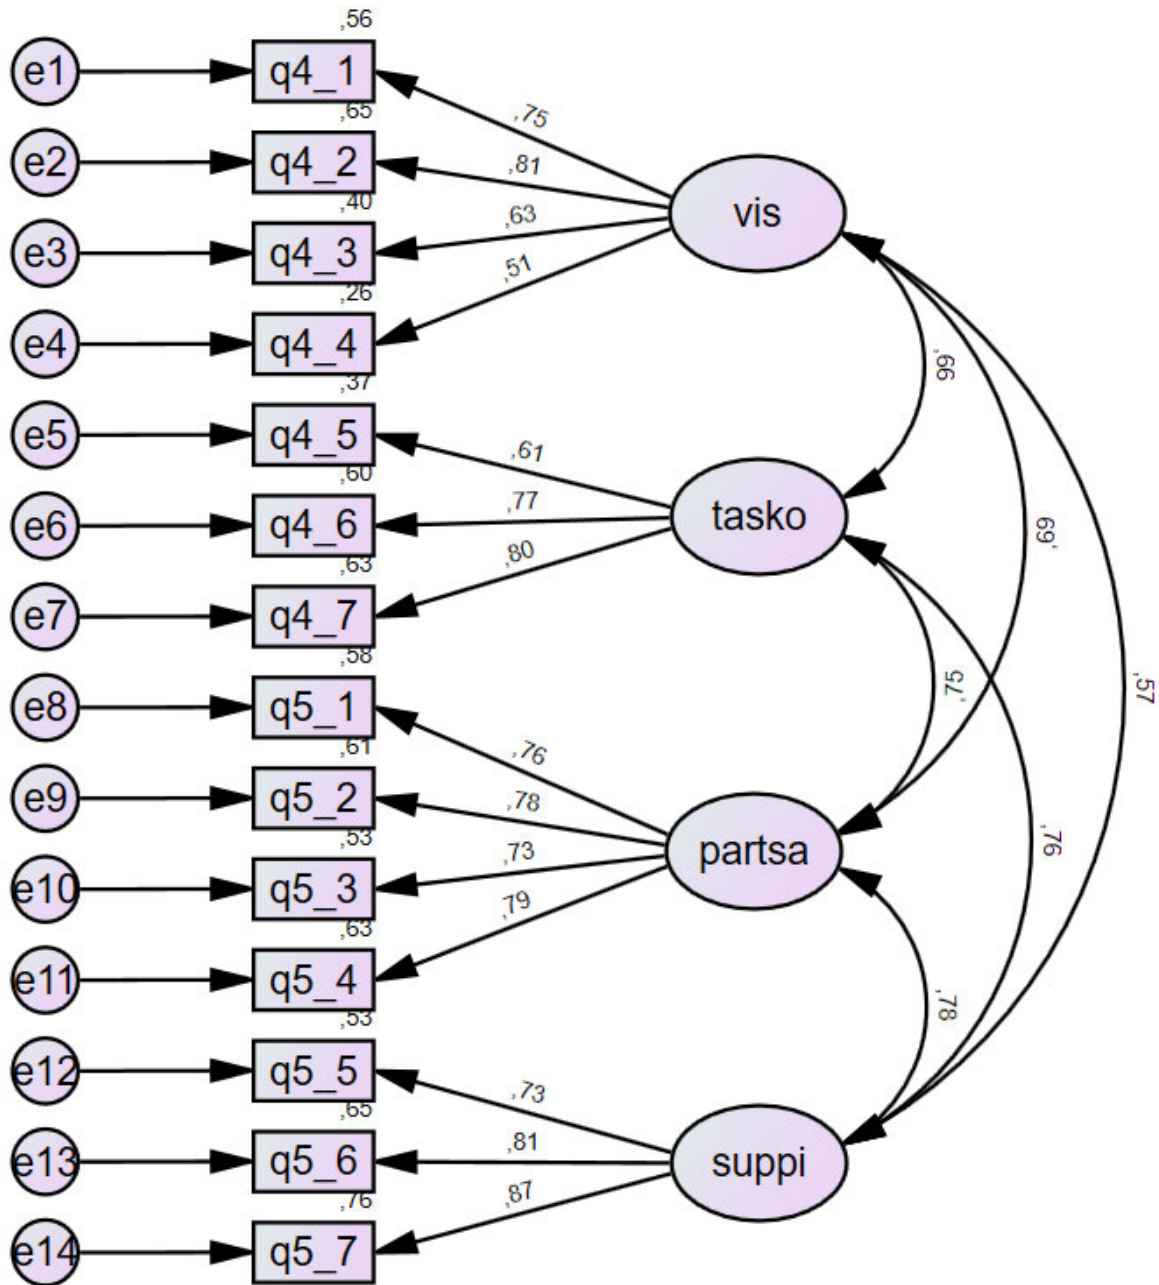 ,56
e1 q4_1
,75
,65
e2 q4_2
,81
vis
,40
e3 q4_3
,63
,26
,51
e4 q4_4
,66
,37
e5 q4_5
,61
,60
e6 q4_6
,77
tasko
,69
,63
e7 q4_7
,80
,58
e8 q5_1
,75
,57
,61
e9 q5_2
,76
,78
,53
e10 q5_3
,73
partsa
,76
,63
e11 q5_4
,79
,78
,53
e12 q5_5
,73
,65
e13 q5_6
,81
suppi
,76
e14 q5_7
,87